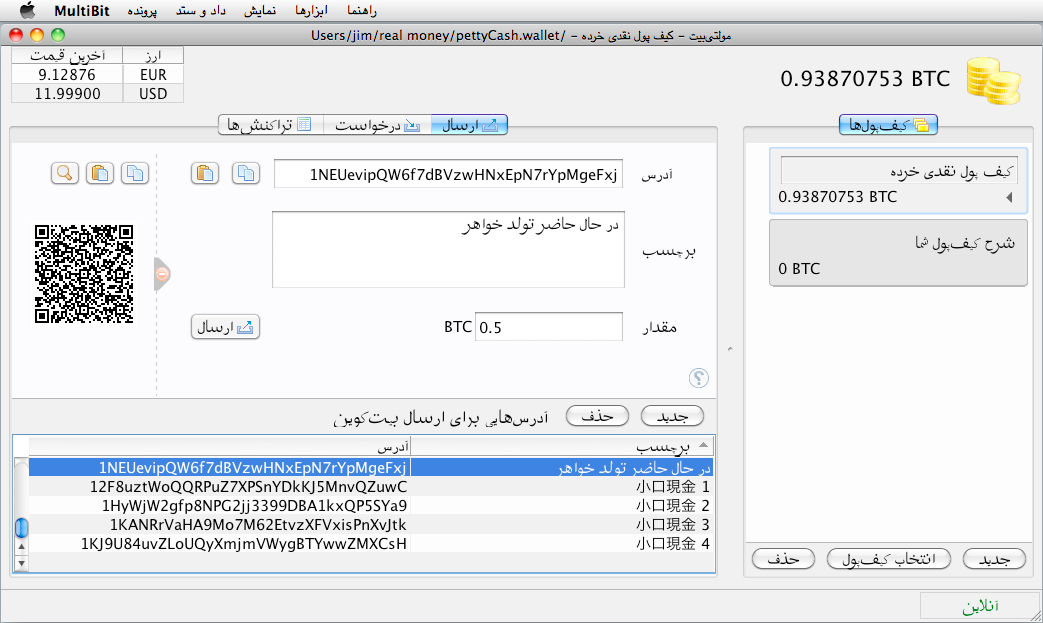 MultiBit پرونده داد و ستد نمایش ابزارها راهنما
مولتی‌بیت - کیف پول نقدی خرده - /Users/jim/real money/pettyCash.wallet
ارز آخرین قیمت
EUR 9.12876
USD 11.99900
0.93870753 BTC
کیف‌پول‌ها
ارسال درخواست تراکنش‌ها
کیف پول نقدی خرده
0.93870753 BTC
شرح کیف‌پول شما
0 BTC
آدرس 1NEUevipQW6f7dBVzwHNxEpN7rYpMgeFxj
برچسب در حال حاضر تولد خواهر
مقدار 0.5 BTC
ارسال
?
جدید حذف آدرس‌هایی برای ارسال بیت‌کوین
برچسب آدرس
در حال حاضر تولد خواهر 1NEUevipQW6f7dBVzwHNxEpN7rYpMgeFxj
小口現金 1 12F8uztWoQQRPuZ7XPSnYDkKJ5MnvQZuwC
小口現金 2 1HyWjW2gfp8NPG2jj3399DBA1kxQP5SYa9
小口現金 3 1KANRrVaHA9Mo7M62EtvzXFVxisPnXvJtk
小口現金 4 1KJ9U84uvZLoUQyXmjmVWygBTYwwZMXCsH
جدید انتخاب کیف‌پول حذف
آنلاین